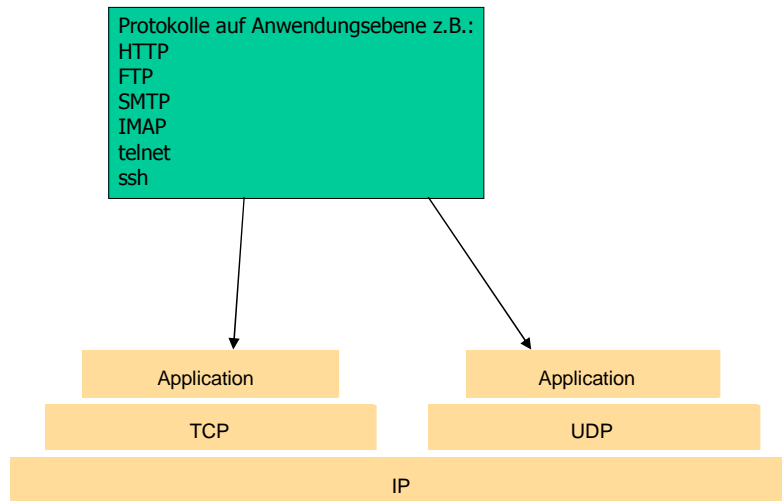 Protokolle auf Anwendungsebene z.B.:
HTTP
FTP
SMTP
IMAP
telnet
ssh
Application
Application
TCP
UDP
IP